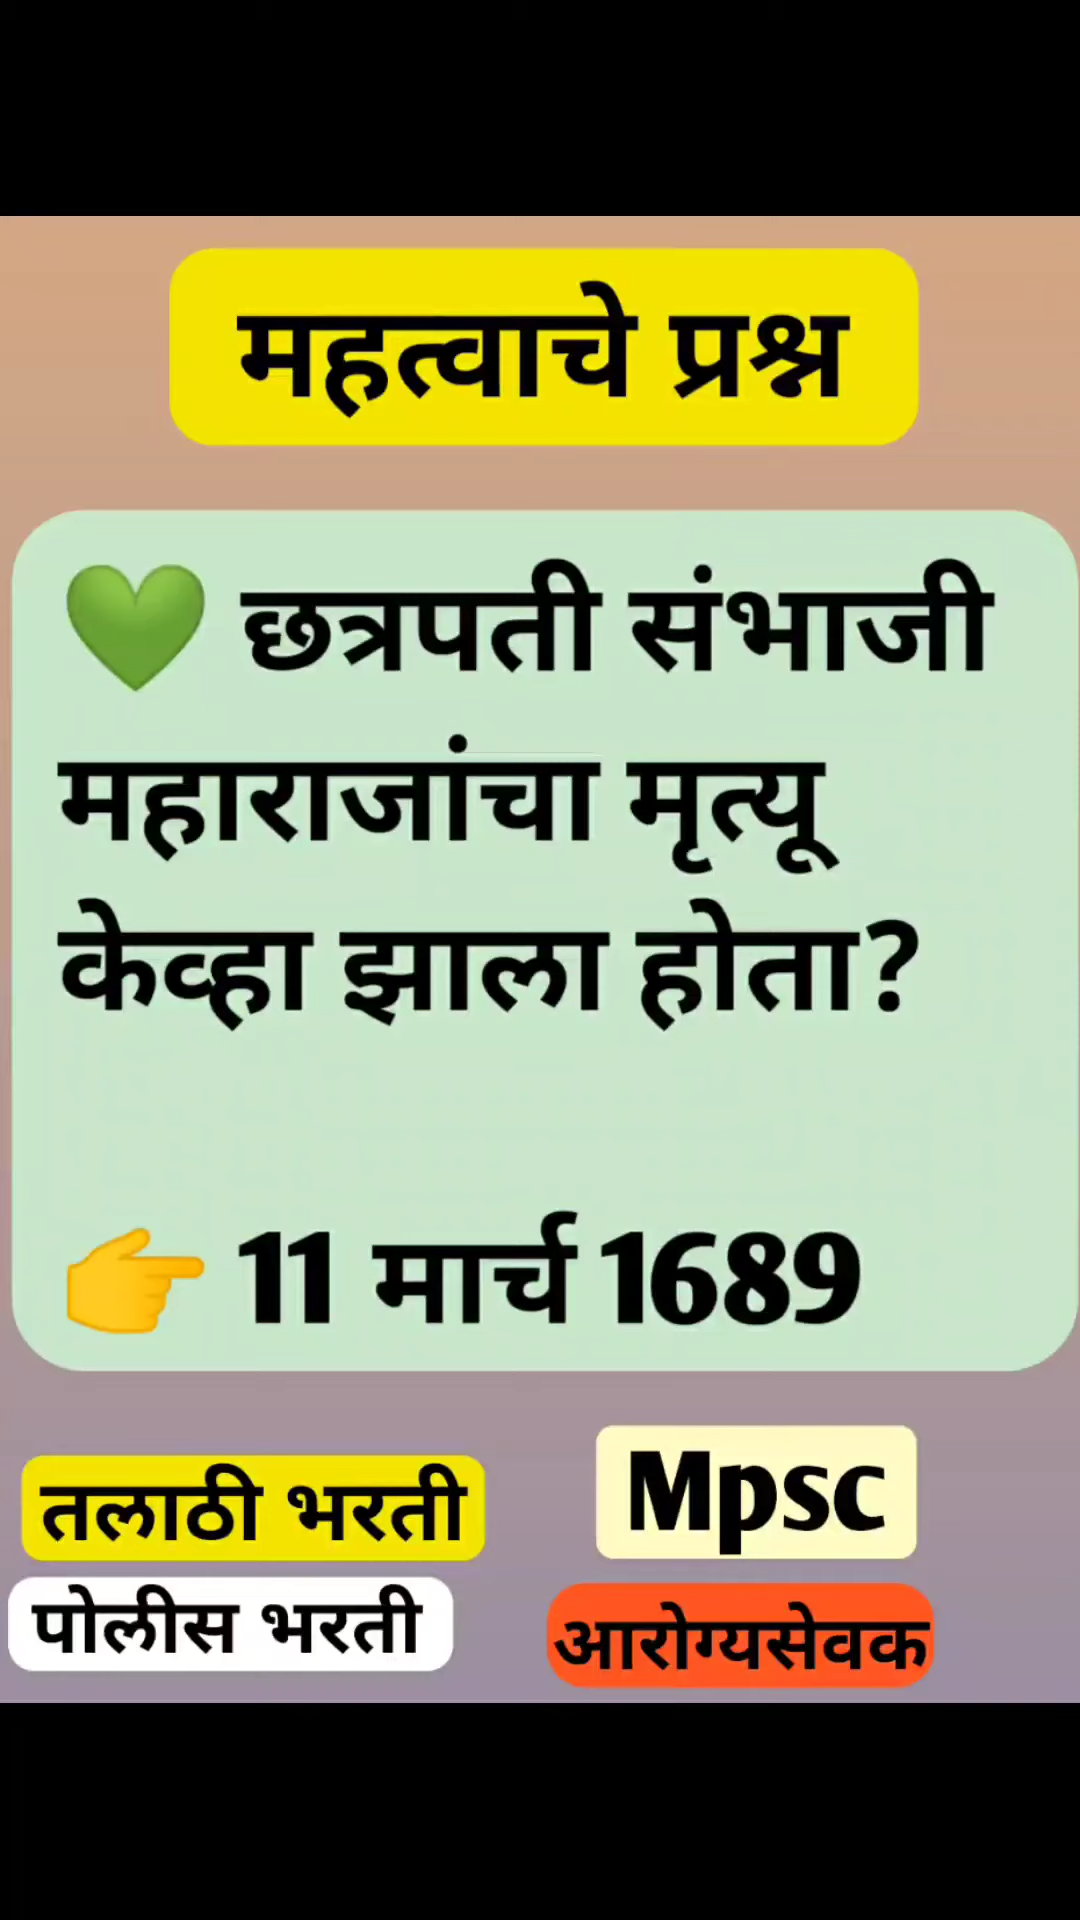 महत्वाचे प्रश्न
💚 छत्रपती संभाजी
महाराजांचा मृत्यू
केव्हा झाला होता?
👉 11 मार्च 1689
तलाठी भरती
Mpsc
पोलीस भरती
आरोग्यसेवक